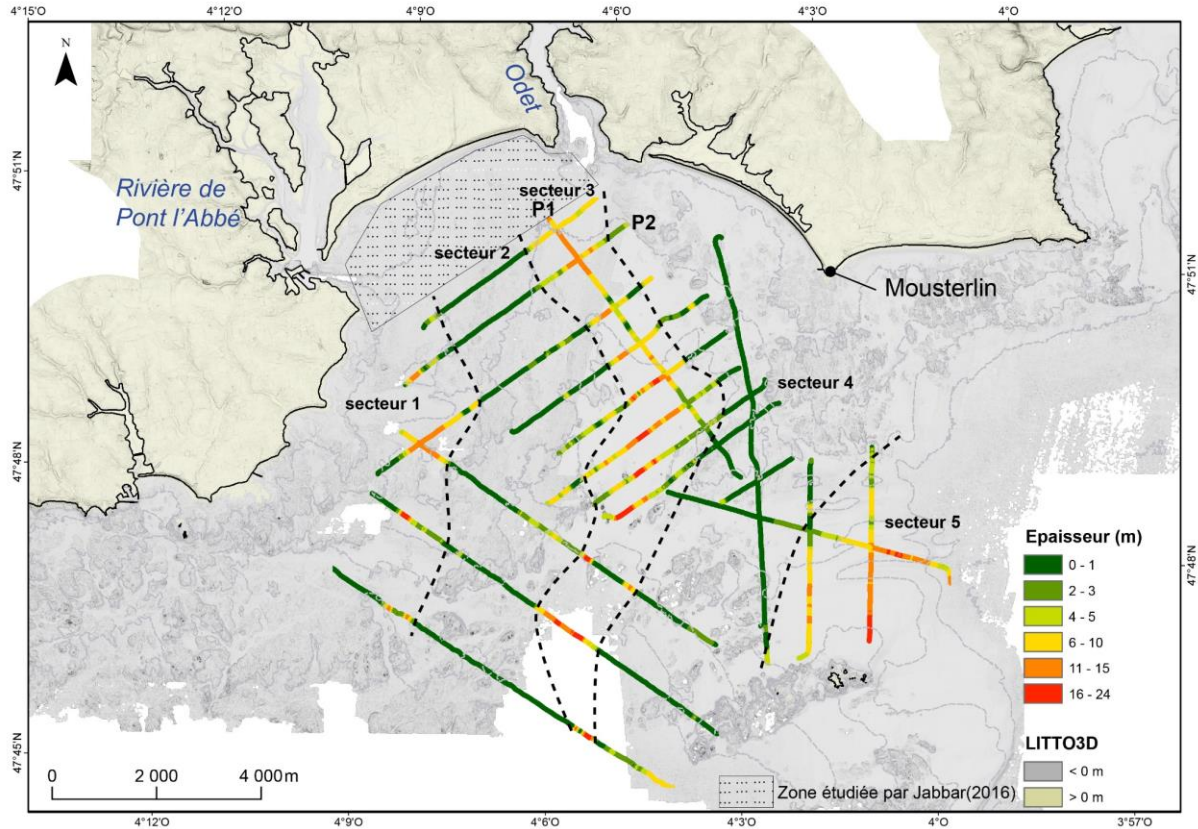 4°15'O 4°12'O 4°9'O 4°6'O 4°3'O 4°O
N
Odet
47°51'N
Rivière de
Pont l'Abbé
secteur 3
P1
P2
secteur 2
47°51'N
Mousterlin
secteur 4
secteur 1
47°48'N
secteur 5
Epaisseur (m)
0 - 1
2 - 3
4 - 5
6 - 10
11 - 15
16 - 24
47°48'N
47°45'N
LITTO3D
< 0 m
> 0 m
0 2 000 4 000 m
Zone étudiée par Jabbar(2016)
4°12'O 4°9'O 4°6'O 4°3'O 4°O 3°57'O